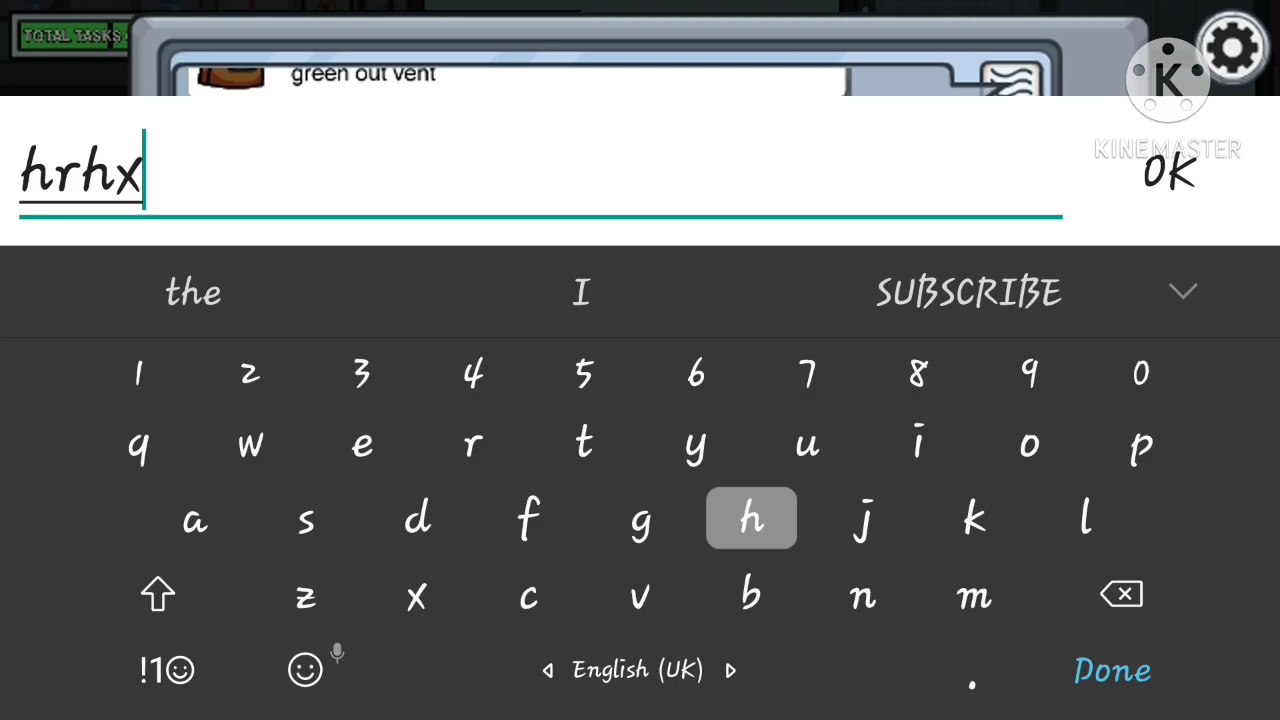 TOTAL TASKS
green out vent
K
KINEMASTER
hrhx
OK
the I SUBSCRIBE
1 2 3 4 5 6 7 8 9 0
q w e r t y u i o p
a s d f g h j k l
z x c v b n m
!1☺
English (UK)
. Done